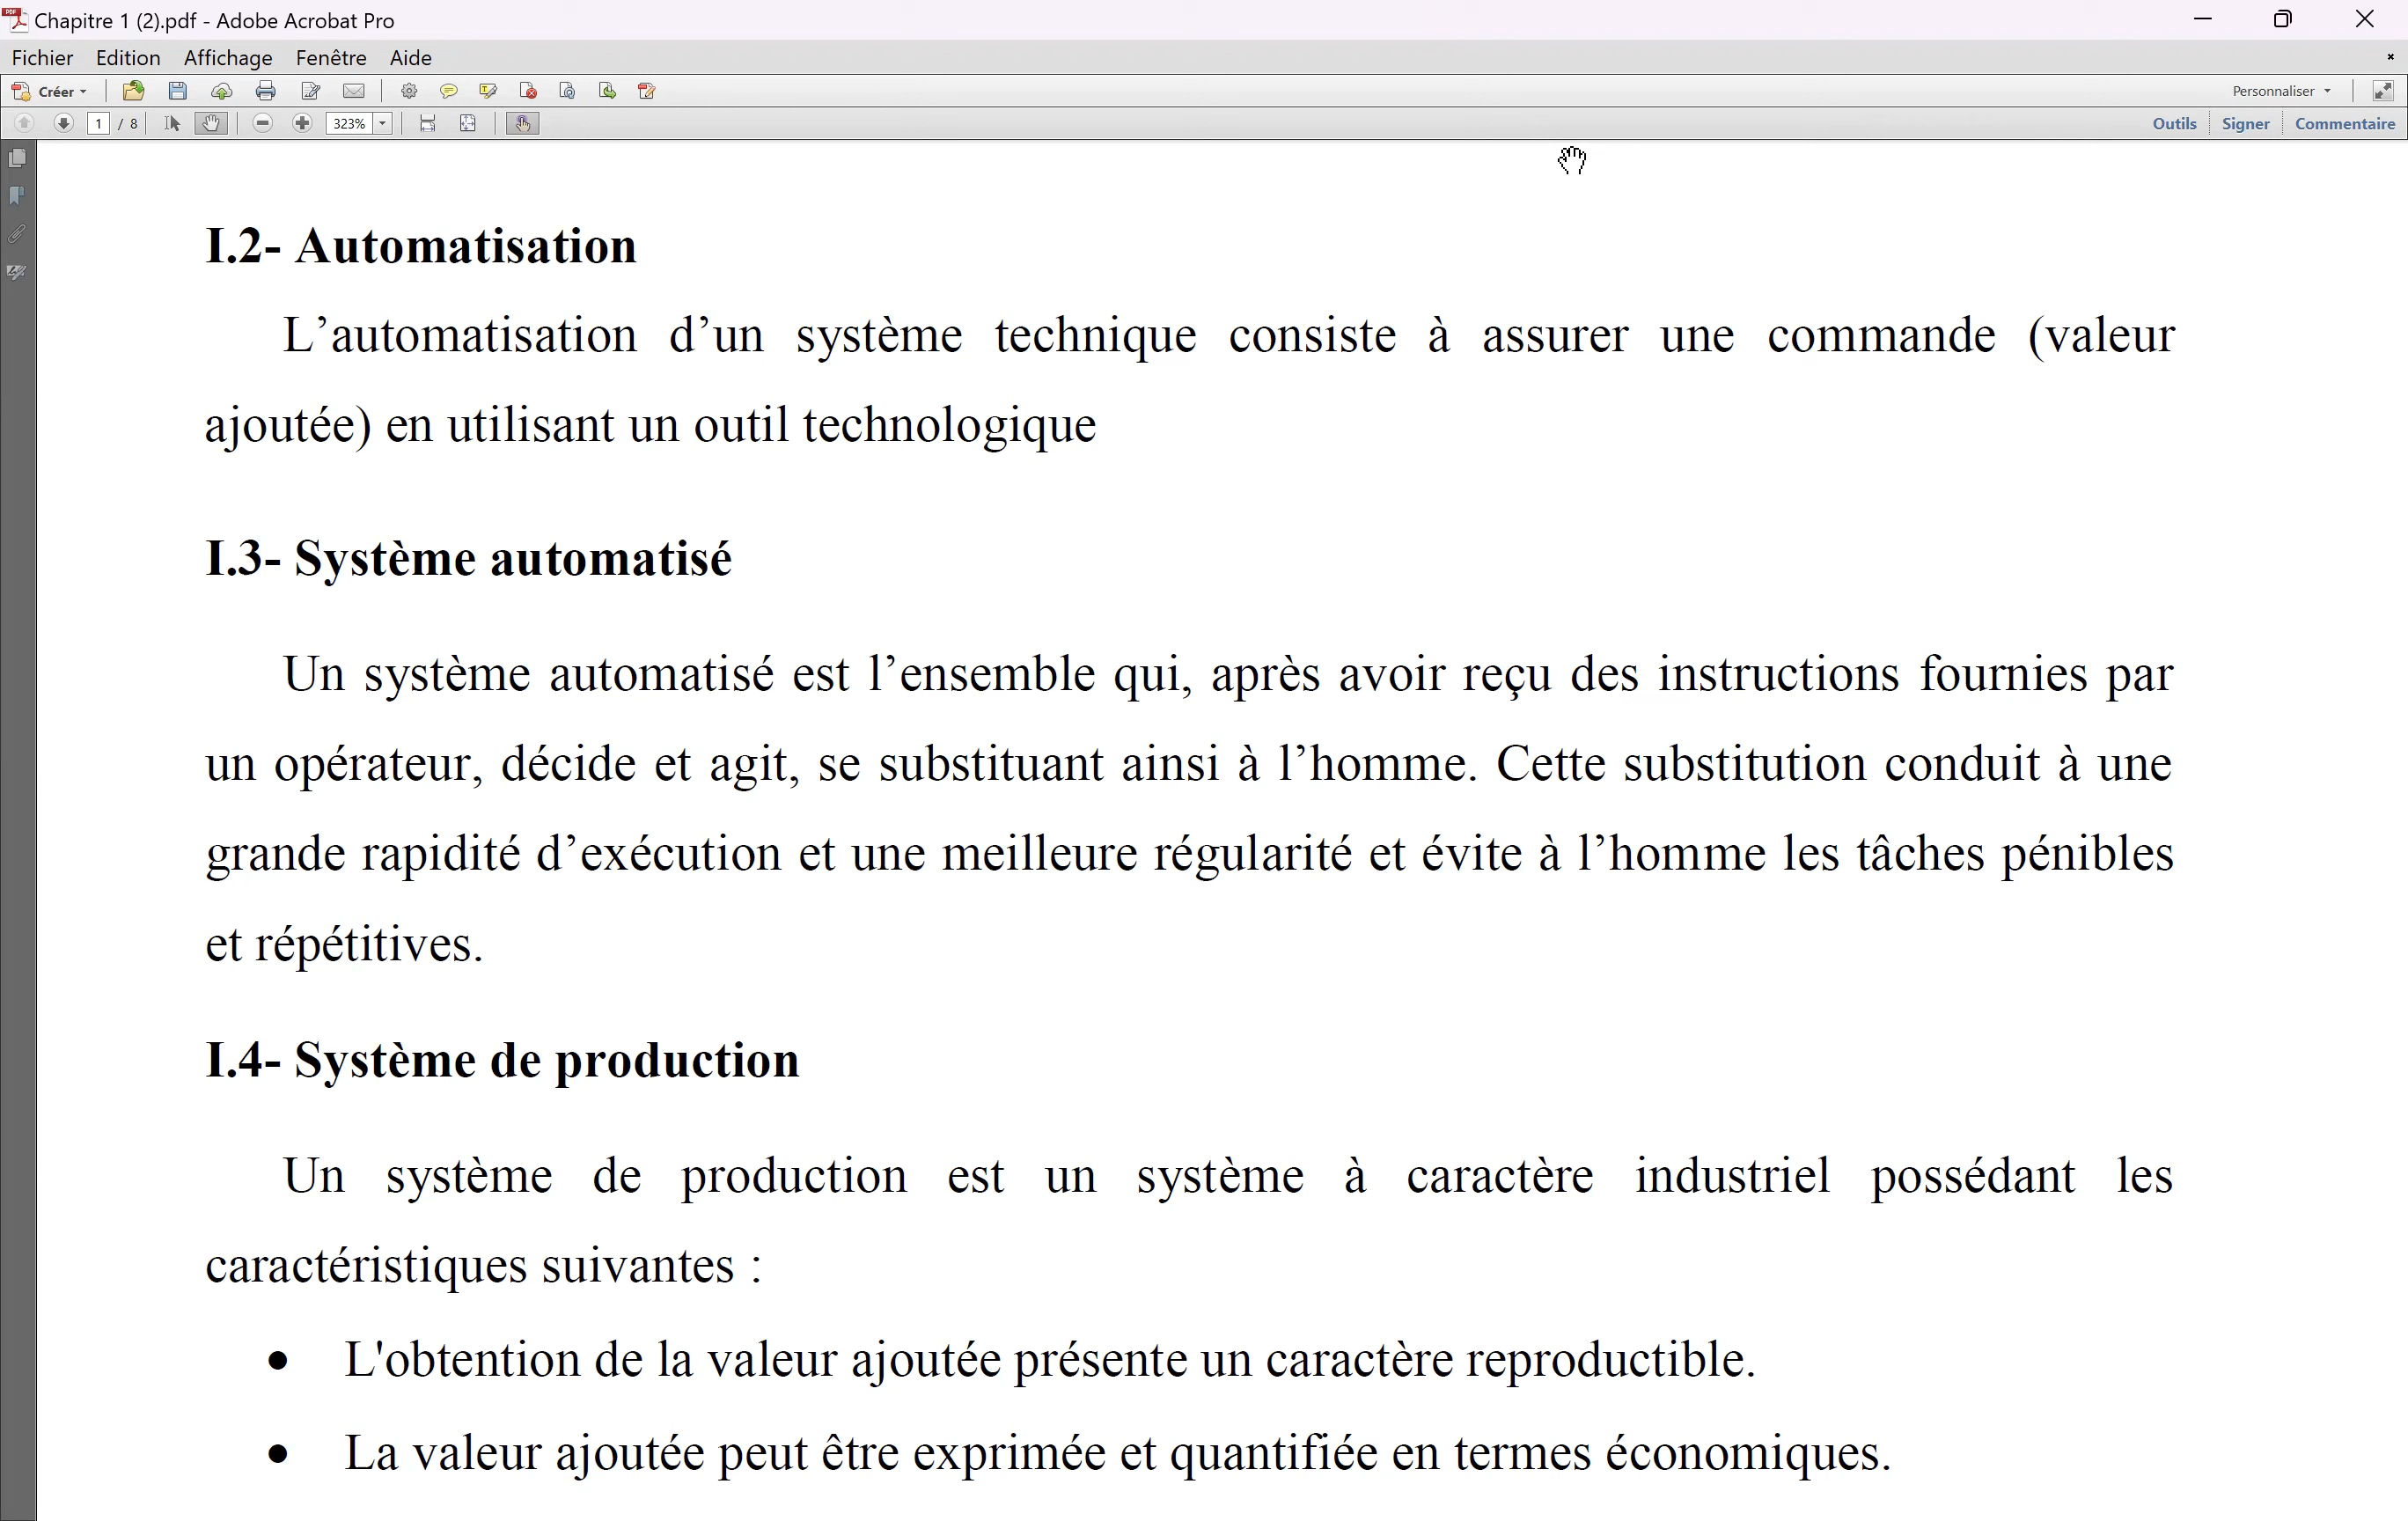 Chapitre 1 (2).pdf - Adobe Acrobat Pro
Fichier Edition Affichage Fenêtre Aide
Créer Personnaliser
1 / 8 323% Outils Signer Commentaire
I.2- Automatisation
L’automatisation d’un système technique consiste à assurer une commande (valeur
ajoutée) en utilisant un outil technologique
I.3- Système automatisé
Un système automatisé est l’ensemble qui, après avoir reçu des instructions fournies par
un opérateur, décide et agit, se substituant ainsi à l’homme. Cette substitution conduit à une
grande rapidité d’exécution et une meilleure régularité et évite à l’homme les tâches pénibles
et répétitives.
I.4- Système de production
Un système de production est un système à caractère industriel possédant les
caractéristiques suivantes :
• L'obtention de la valeur ajoutée présente un caractère reproductible.
• La valeur ajoutée peut être exprimée et quantifiée en termes économiques.